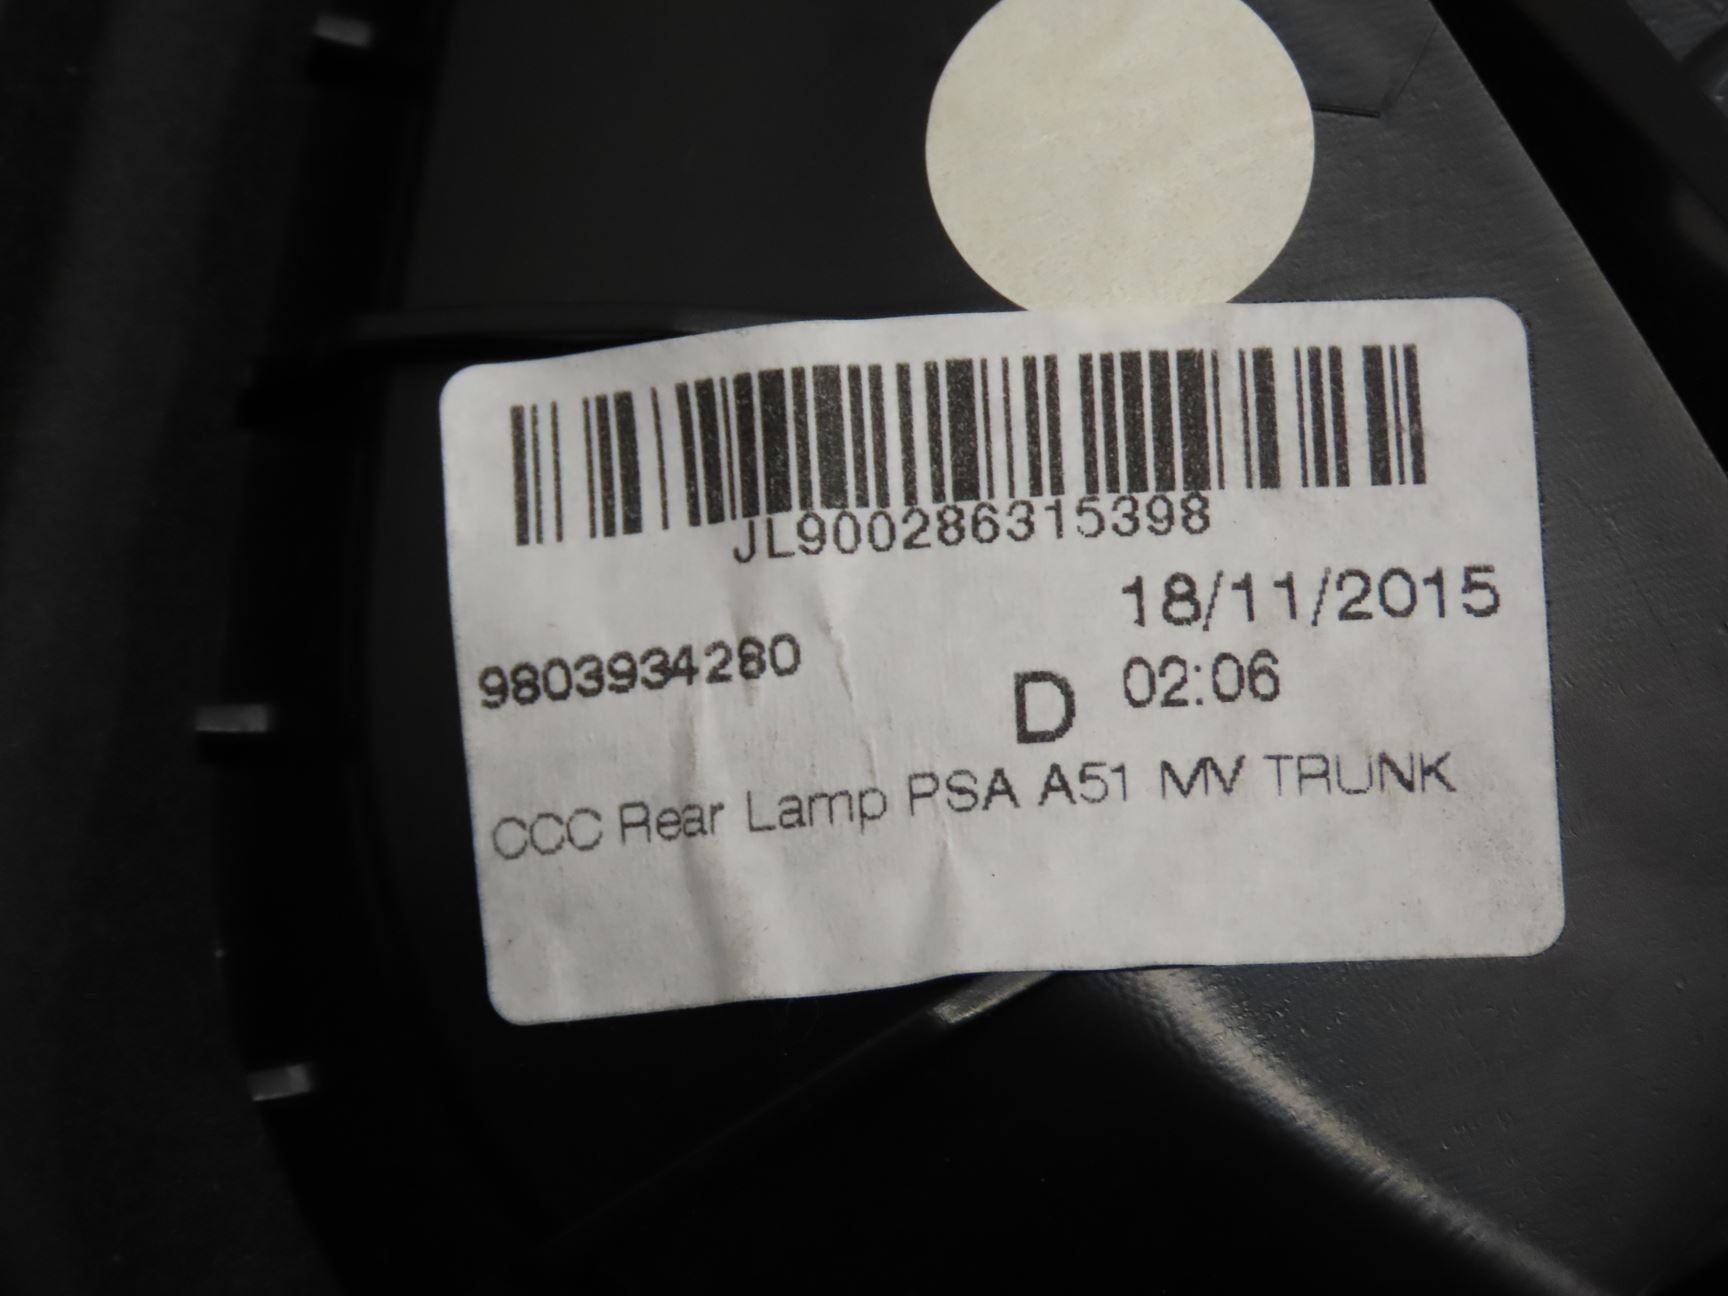 JL900286315398
18/11/2015
9803934280
D 02:06
CCC Rear Lamp PSA A51 MV TRUNK